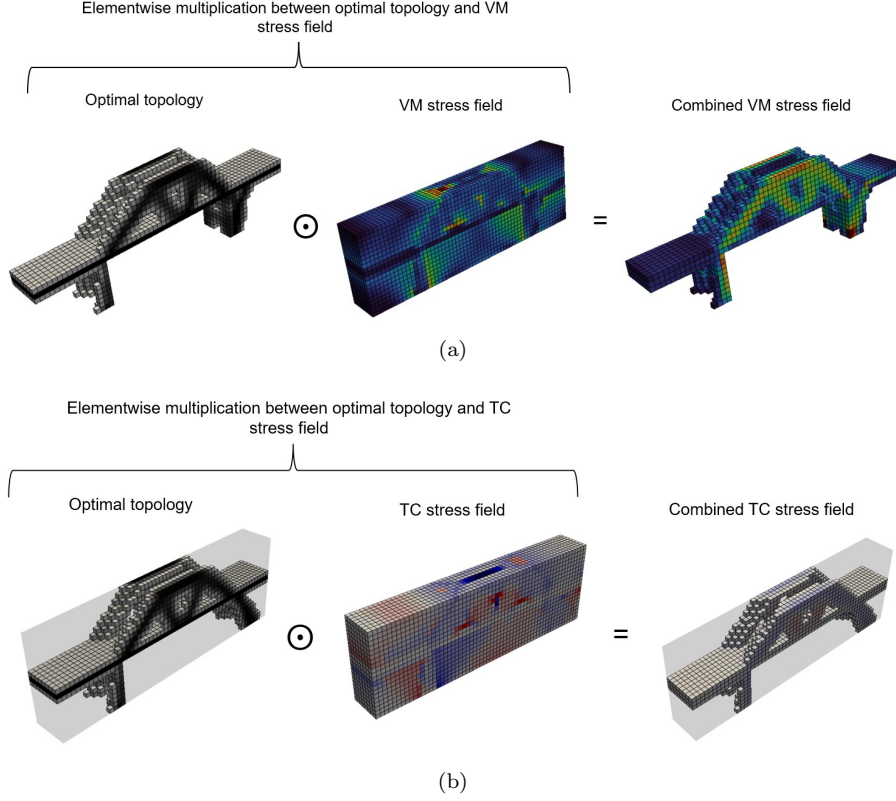 Elementwise multiplication between optimal topology and VM
stress field
Optimal topology
VM stress field
Combined VM stress field
⊙
=
(a)
Elementwise multiplication between optimal topology and TC
stress field
Optimal topology
TC stress field
Combined TC stress field
⊙
=
(b)